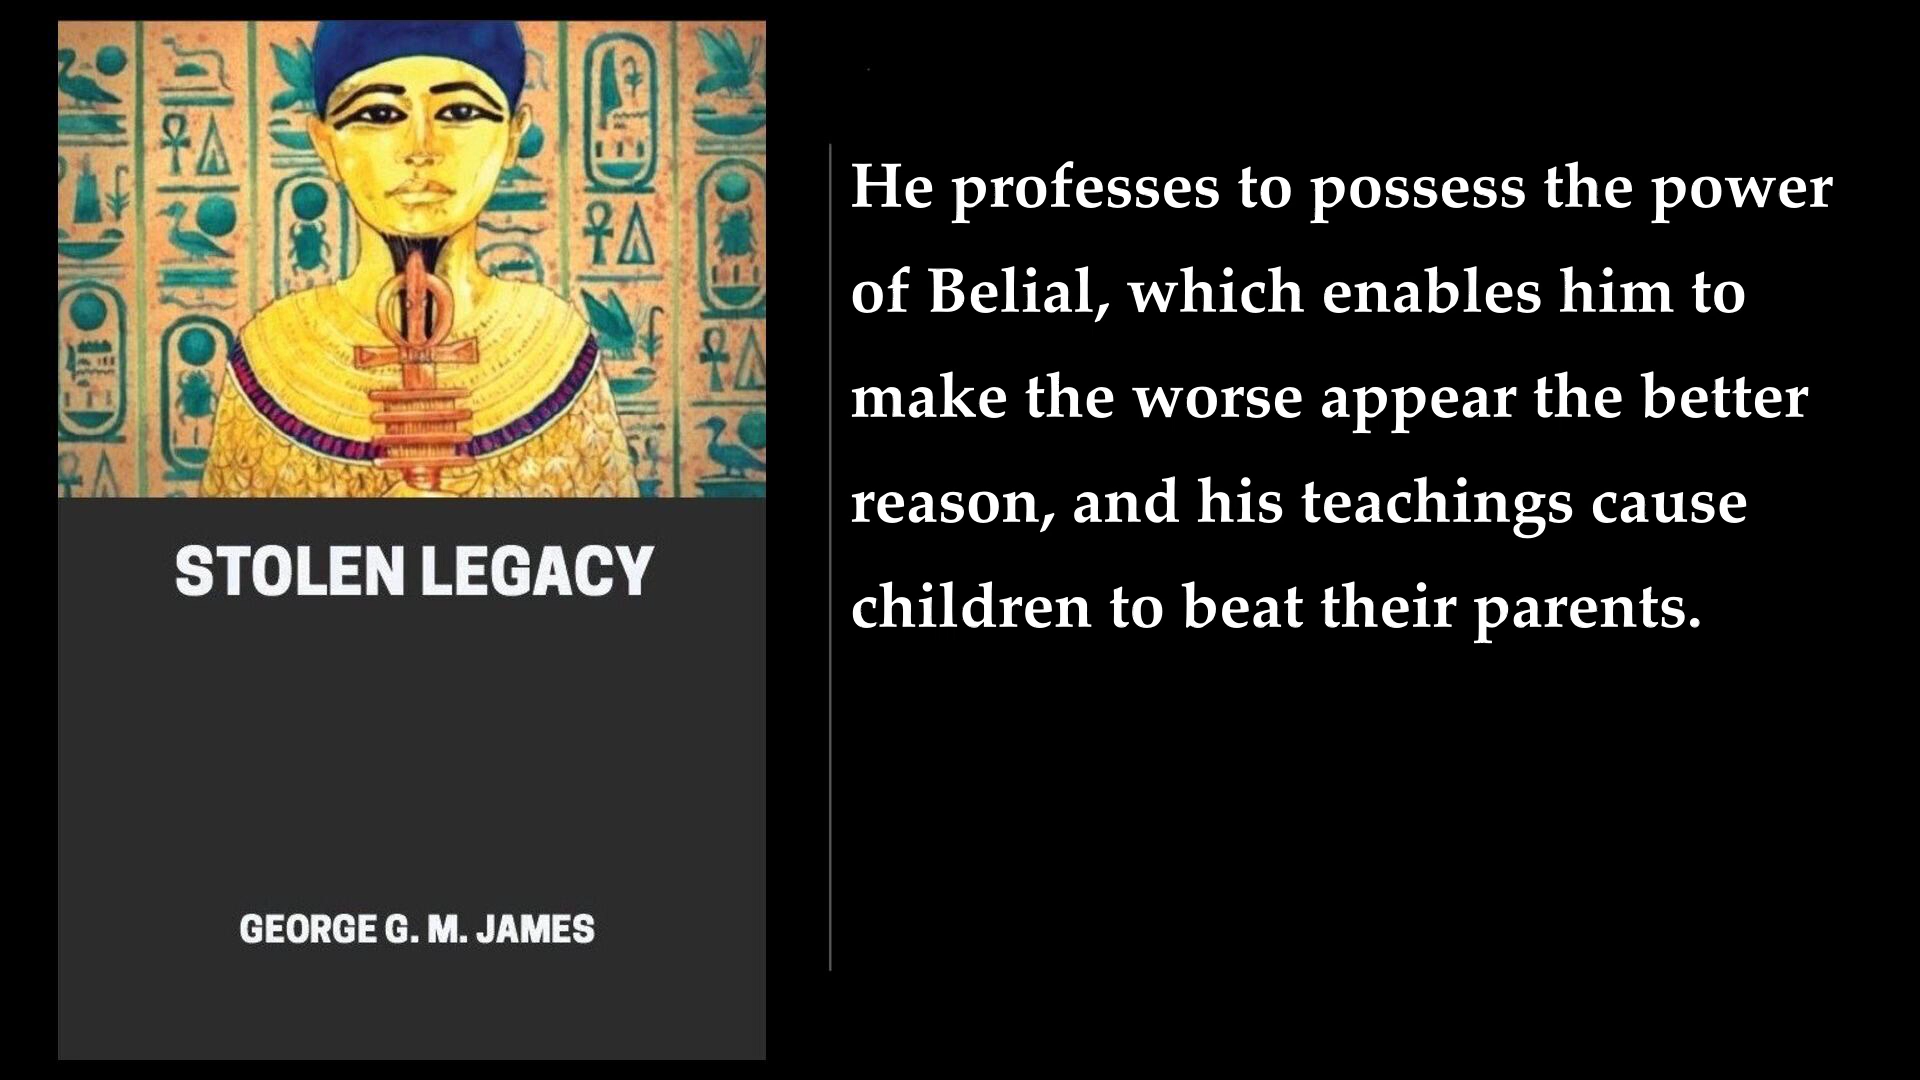 STOLEN LEGACY
GEORGE G. M. JAMES
He professes to possess the power
of Belial, which enables him to
make the worse appear the better
reason, and his teachings cause
children to beat their parents.